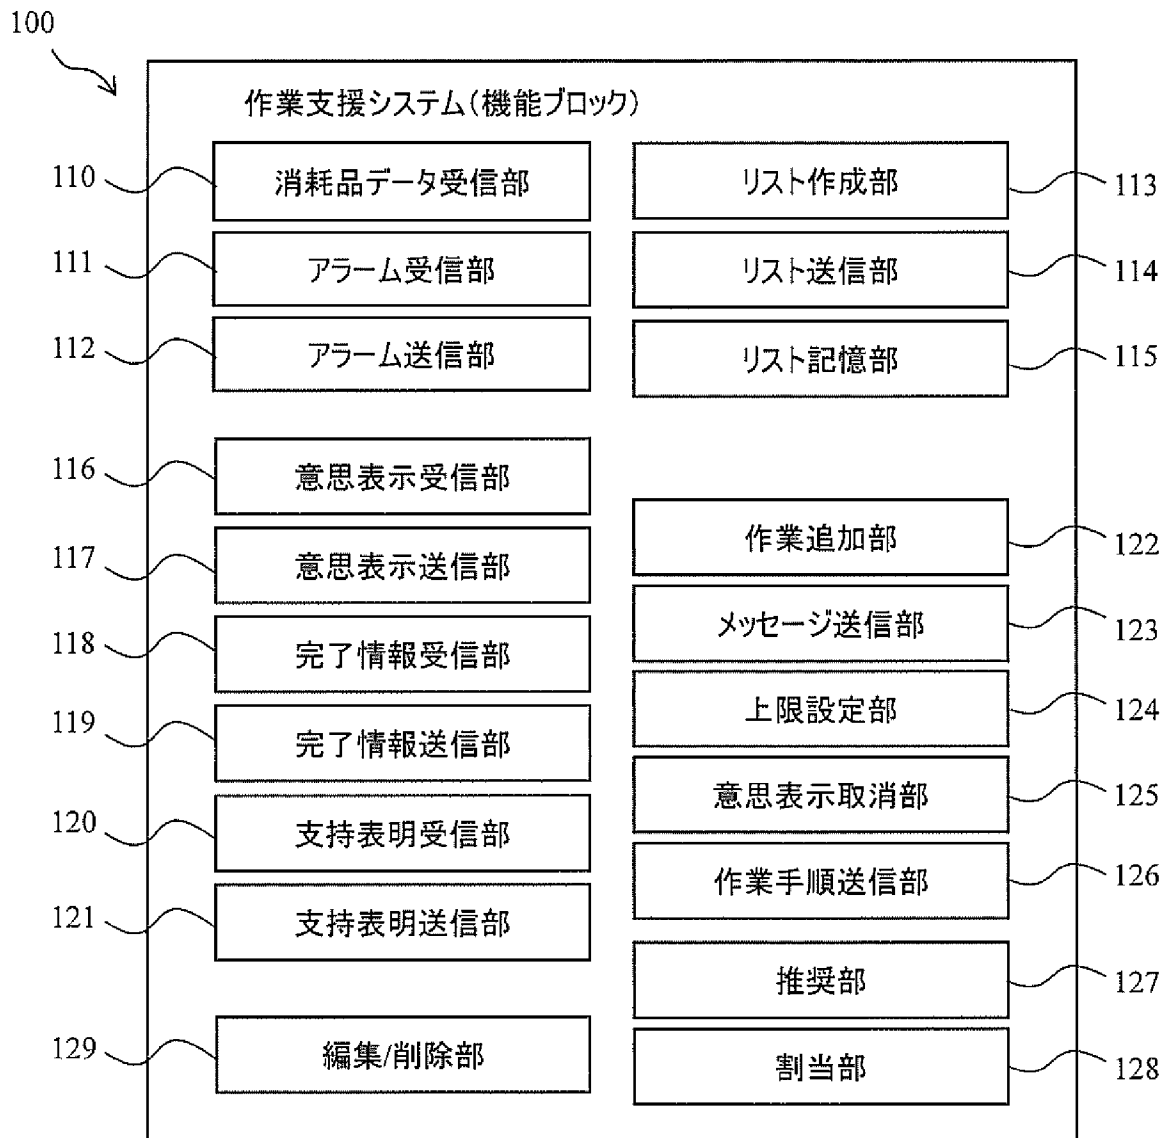 100
作業支援システム(機能ブロック)
110 消耗品データ受信部
111 アラーム受信部
112 アラーム送信部
116 意思表示受信部
117 意思表示送信部
118 完了情報受信部
119 完了情報送信部
120 支持表明受信部
121 支持表明送信部
129 編集/削除部
リスト作成部 113
リスト送信部 114
リスト記憶部 115
作業追加部 122
メッセージ送信部 123
上限設定部 124
意思表示取消部 125
作業手順送信部 126
推奨部 127
割当部 128